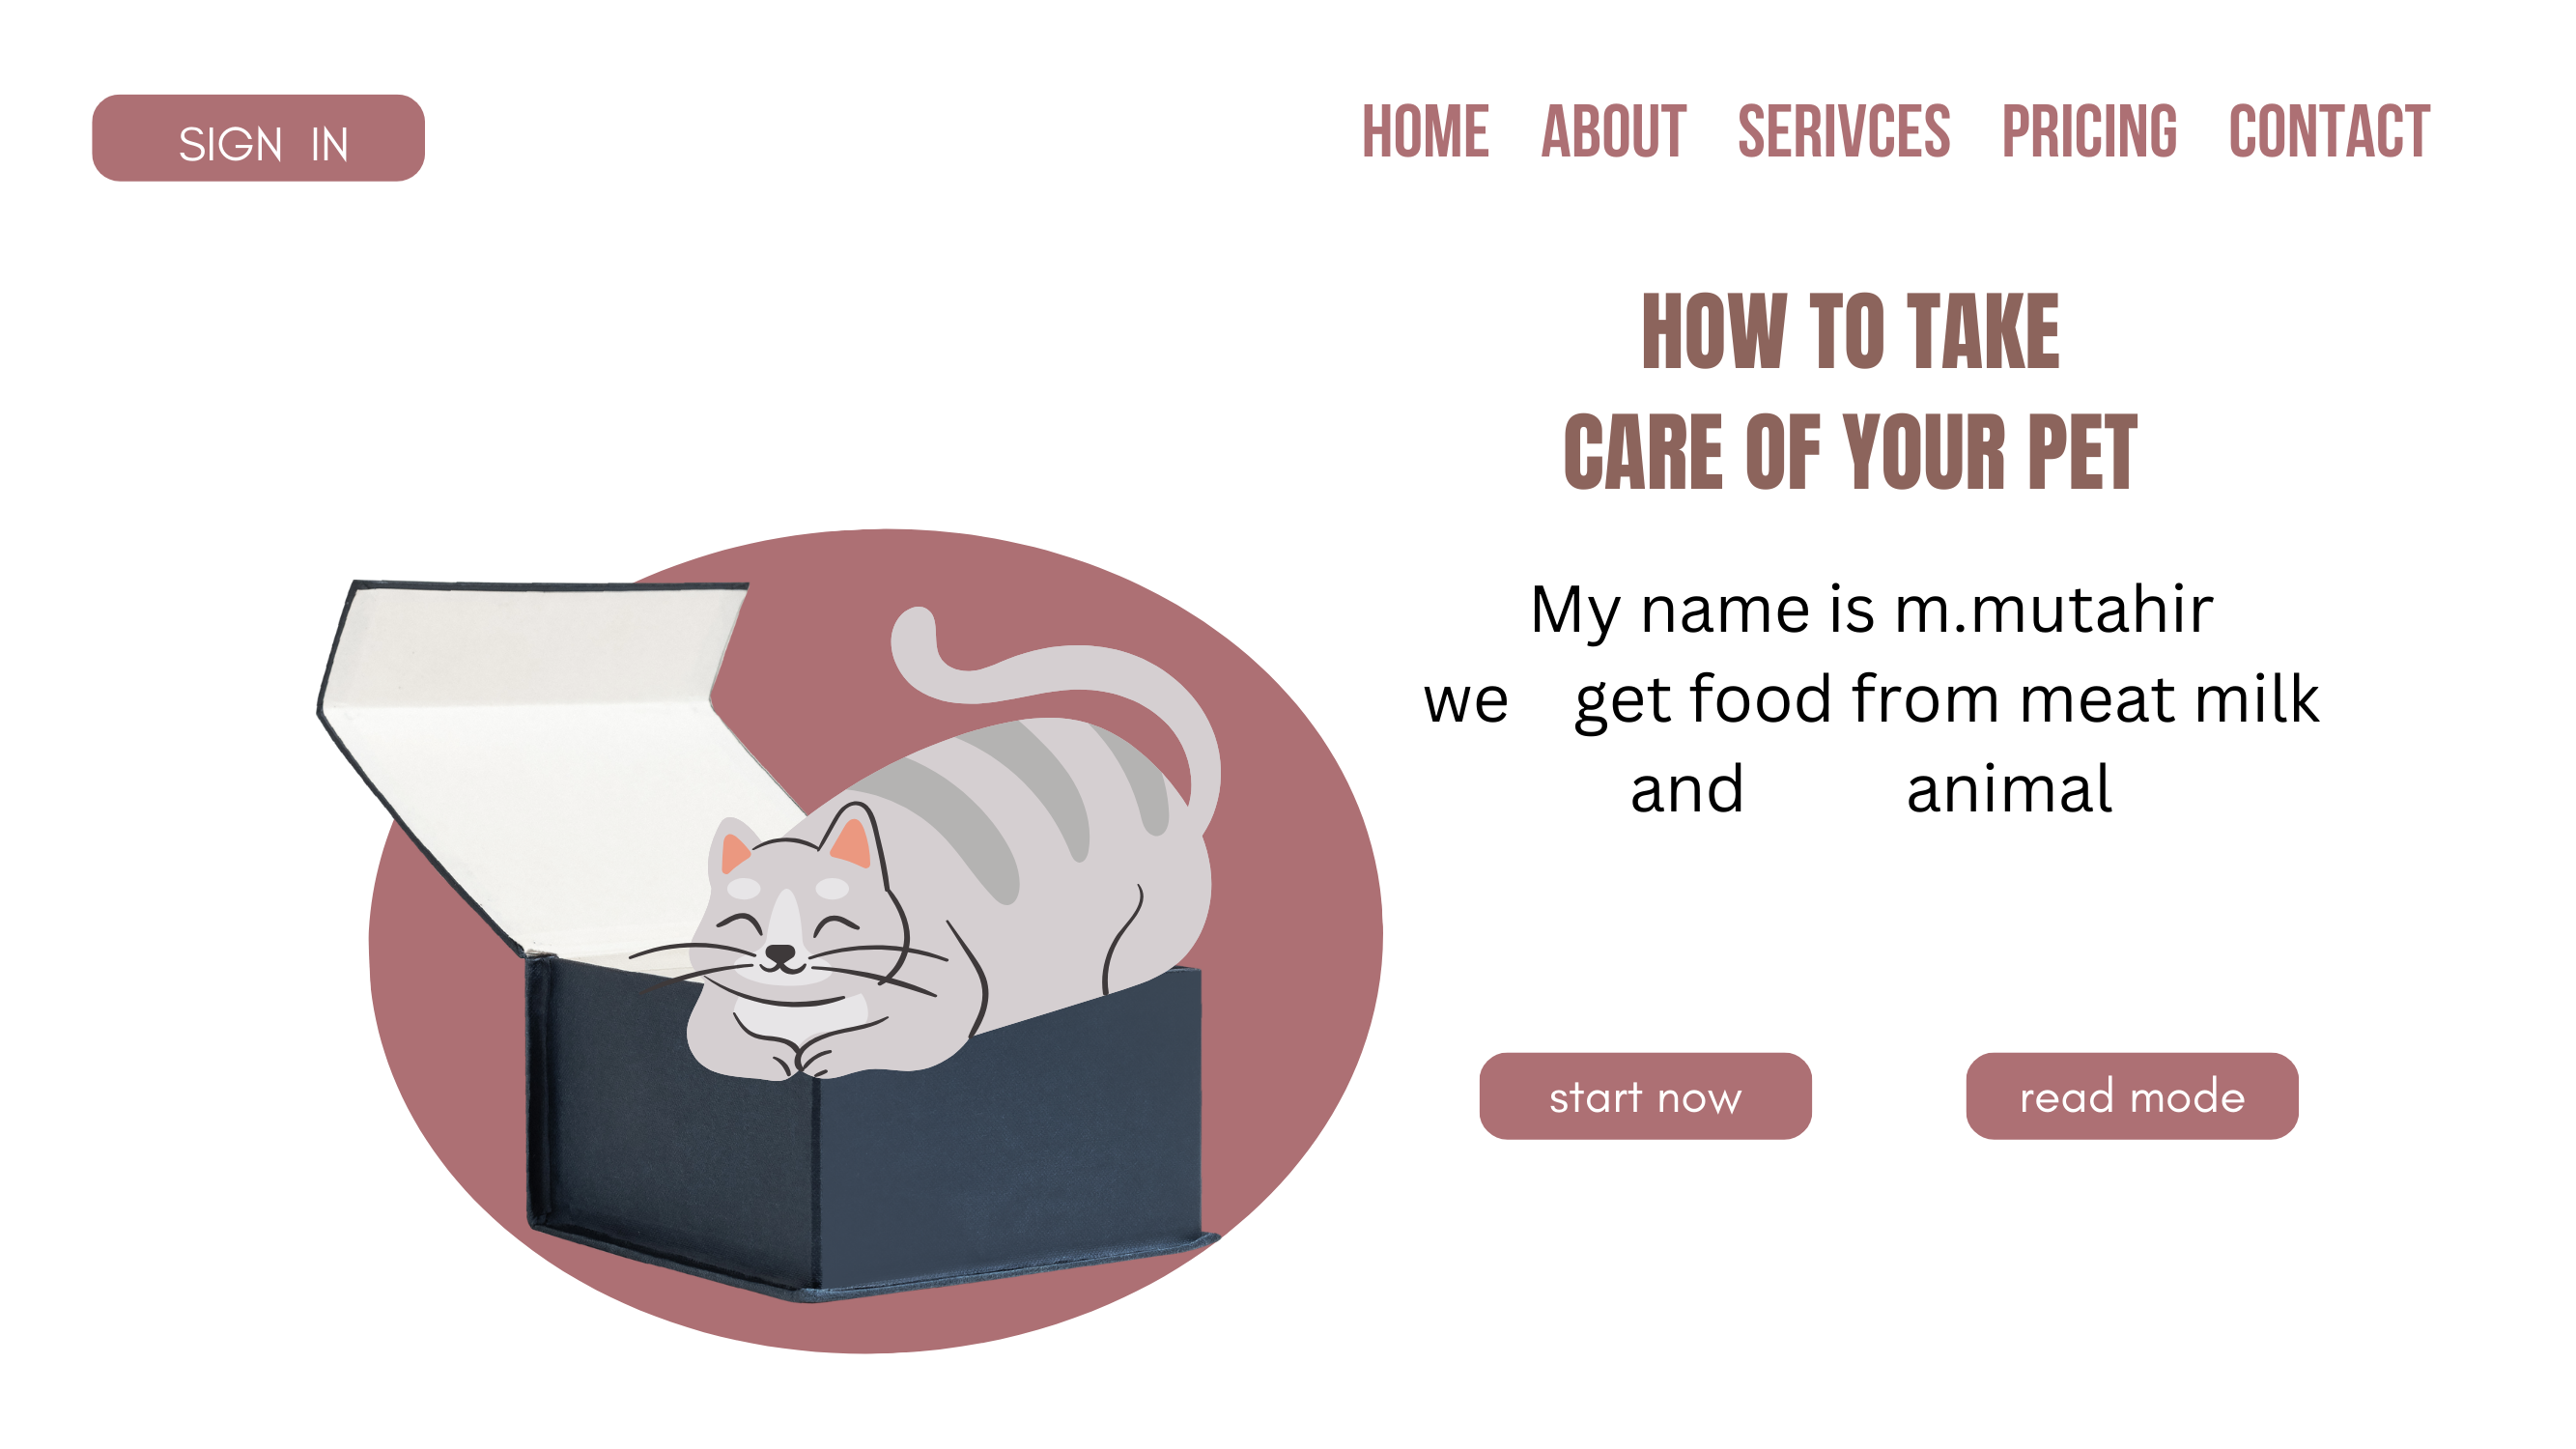 SIGN IN
HOME ABOUT SERIVCES PRICING CONTACT
HOW TO TAKE
CARE OF YOUR PET
My name is m.mutahir
we get food from meat milk
and animal
start now
read mode